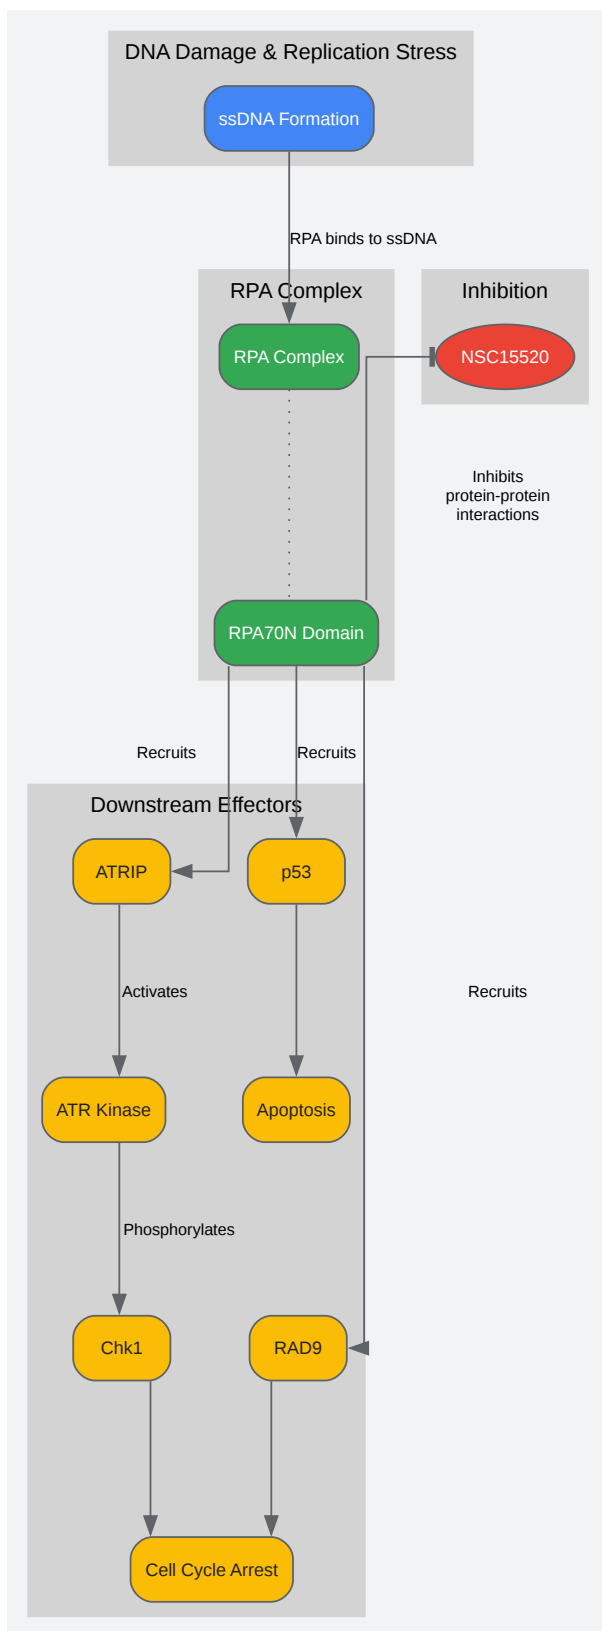 DNA Damage & Replication Stress
ssDNA Formation
RPA binds to ssDNA
RPA Complex
Inhibition
RPA Complex
NSC15520
Inhibits
protein-protein
interactions
RPA70N Domain
Recruits
Recruits
Downstream Effectors
ATRIP
p53
Activates
Recruits
ATR Kinase
Apoptosis
Phosphorylates
Chk1
RAD9
Cell Cycle Arrest